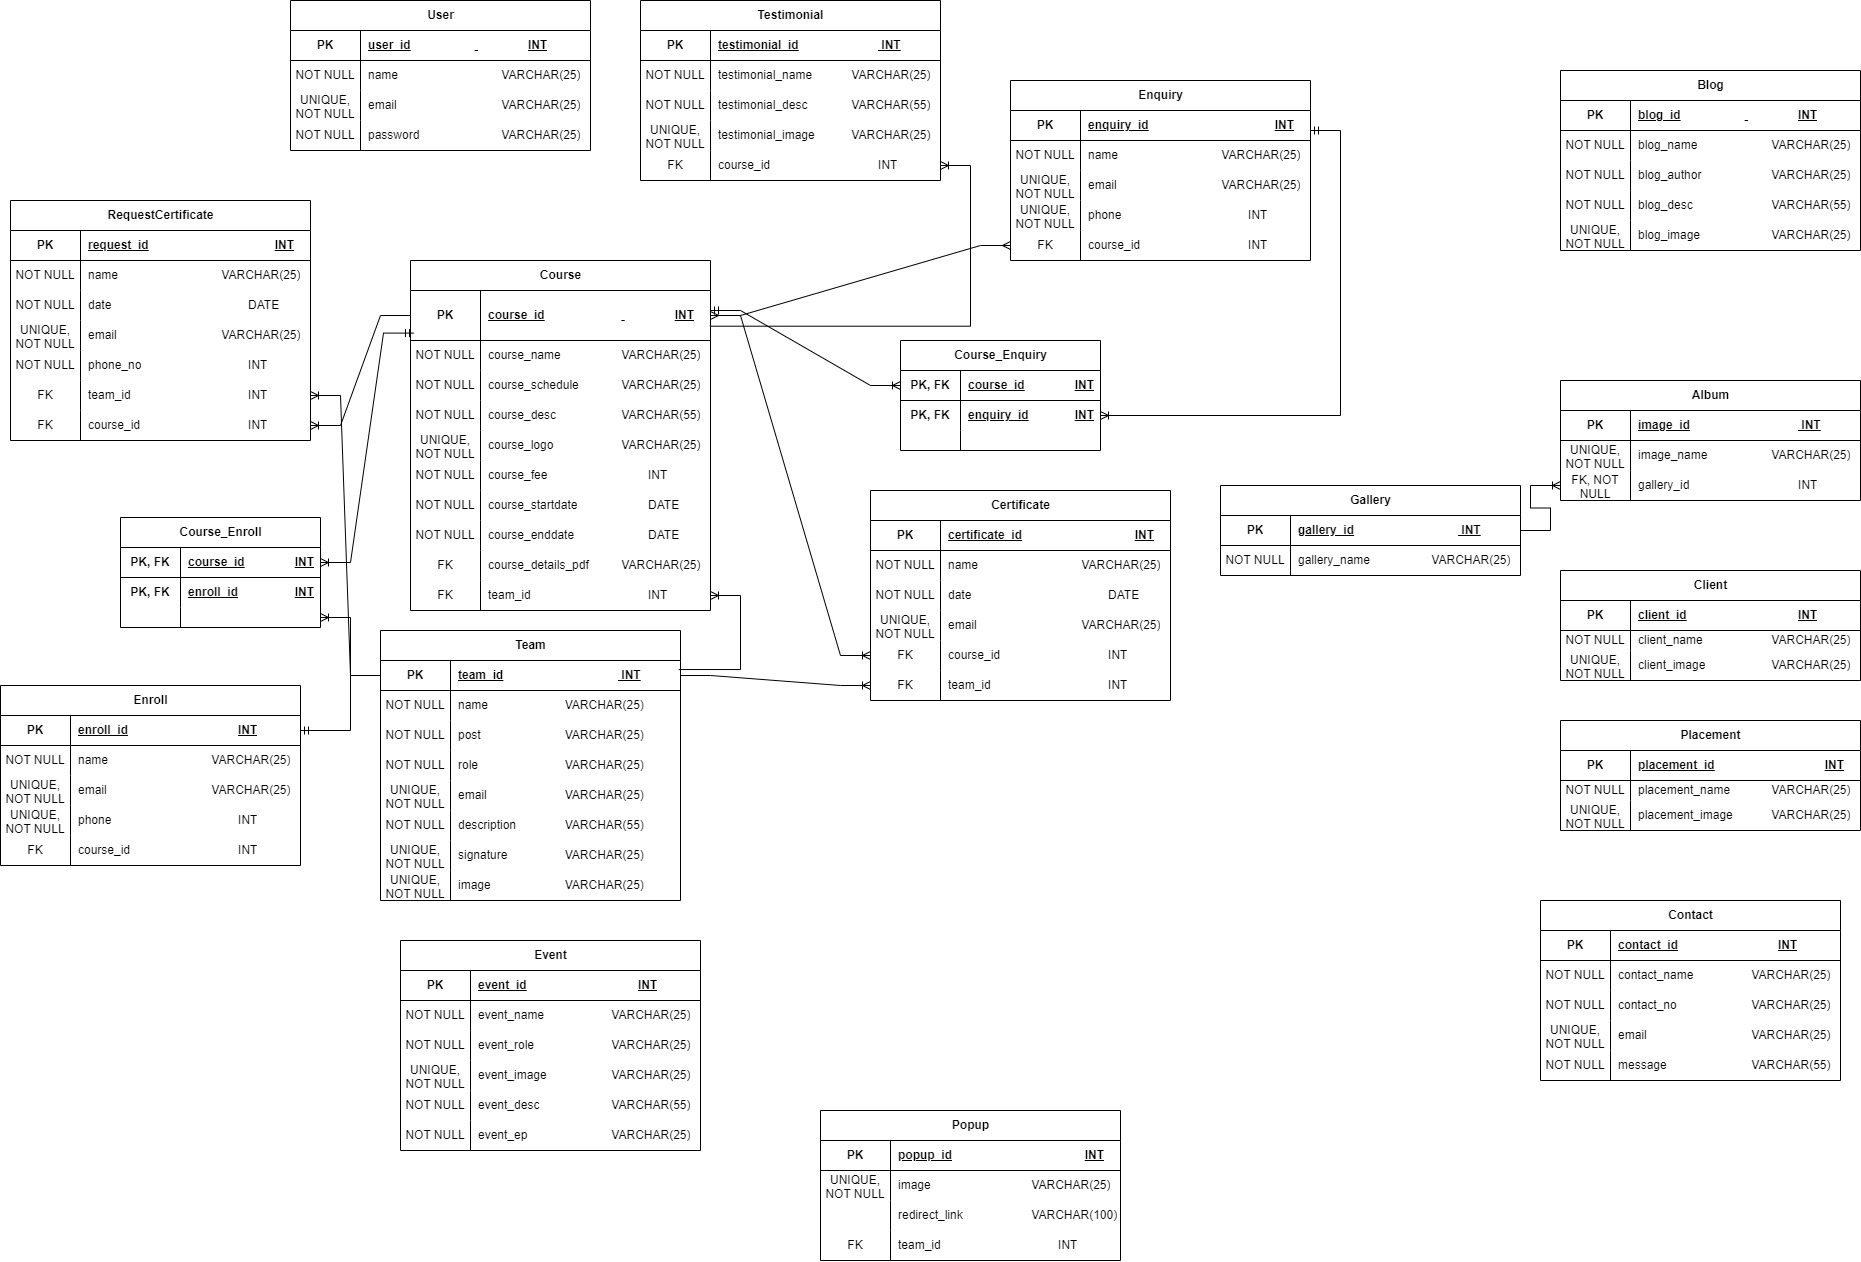 User
PK user_id INT
NOT NULL name VARCHAR(25)
UNIQUE,
NOT NULL email VARCHAR(25)
NOT NULL password VARCHAR(25)
Testimonial
PK testimonial_id INT
NOT NULL testimonial_name VARCHAR(25)
NOT NULL testimonial_desc VARCHAR(55)
UNIQUE,
NOT NULL testimonial_image VARCHAR(25)
FK course_id INT
Enquiry
PK enquiry_id INT
NOT NULL name VARCHAR(25)
UNIQUE,
NOT NULL email VARCHAR(25)
UNIQUE,
NOT NULL phone INT
FK course_id INT
Blog
PK blog_id INT
NOT NULL blog_name VARCHAR(25)
NOT NULL blog_author VARCHAR(25)
NOT NULL blog_desc VARCHAR(55)
UNIQUE,
NOT NULL blog_image VARCHAR(25)
RequestCertificate
PK request_id INT
NOT NULL name VARCHAR(25)
NOT NULL date DATE
UNIQUE,
NOT NULL email VARCHAR(25)
NOT NULL phone_no INT
FK team_id INT
FK course_id INT
Course
PK course_id INT
NOT NULL course_name VARCHAR(25)
NOT NULL course_schedule VARCHAR(25)
NOT NULL course_desc VARCHAR(55)
UNIQUE,
NOT NULL course_logo VARCHAR(25)
NOT NULL course_fee INT
NOT NULL course_startdate DATE
NOT NULL course_enddate DATE
FK course_details_pdf VARCHAR(25)
FK team_id INT
Course_Enquiry
PK, FK course_id INT
PK, FK enquiry_id INT
Album
PK image_id INT
UNIQUE,
NOT NULL image_name VARCHAR(25)
FK, NOT
NULL gallery_id INT
Gallery
PK gallery_id INT
NOT NULL gallery_name VARCHAR(25)
Certificate
PK certificate_id INT
NOT NULL name VARCHAR(25)
NOT NULL date DATE
UNIQUE,
NOT NULL email VARCHAR(25)
FK course_id INT
FK team_id INT
Course_Enroll
PK, FK course_id INT
PK, FK enroll_id INT
Client
PK client_id INT
NOT NULL client_name VARCHAR(25)
UNIQUE,
NOT NULL client_image VARCHAR(25)
Team
PK team_id INT
NOT NULL name VARCHAR(25)
NOT NULL post VARCHAR(25)
NOT NULL role VARCHAR(25)
UNIQUE,
NOT NULL email VARCHAR(25)
NOT NULL description VARCHAR(55)
UNIQUE,
NOT NULL signature VARCHAR(25)
UNIQUE,
NOT NULL image VARCHAR(25)
Enroll
PK enroll_id INT
NOT NULL name VARCHAR(25)
UNIQUE,
NOT NULL email VARCHAR(25)
UNIQUE,
NOT NULL phone INT
FK course_id INT
Placement
PK placement_id INT
NOT NULL placement_name VARCHAR(25)
UNIQUE,
NOT NULL placement_image VARCHAR(25)
Contact
PK contact_id INT
NOT NULL contact_name VARCHAR(25)
NOT NULL contact_no VARCHAR(25)
UNIQUE,
NOT NULL email VARCHAR(25)
NOT NULL message VARCHAR(55)
Event
PK event_id INT
NOT NULL event_name VARCHAR(25)
NOT NULL event_role VARCHAR(25)
UNIQUE,
NOT NULL event_image VARCHAR(25)
NOT NULL event_desc VARCHAR(55)
NOT NULL event_ep VARCHAR(25)
Popup
PK popup_id INT
UNIQUE,
NOT NULL image VARCHAR(25)
redirect_link VARCHAR(100)
FK team_id INT